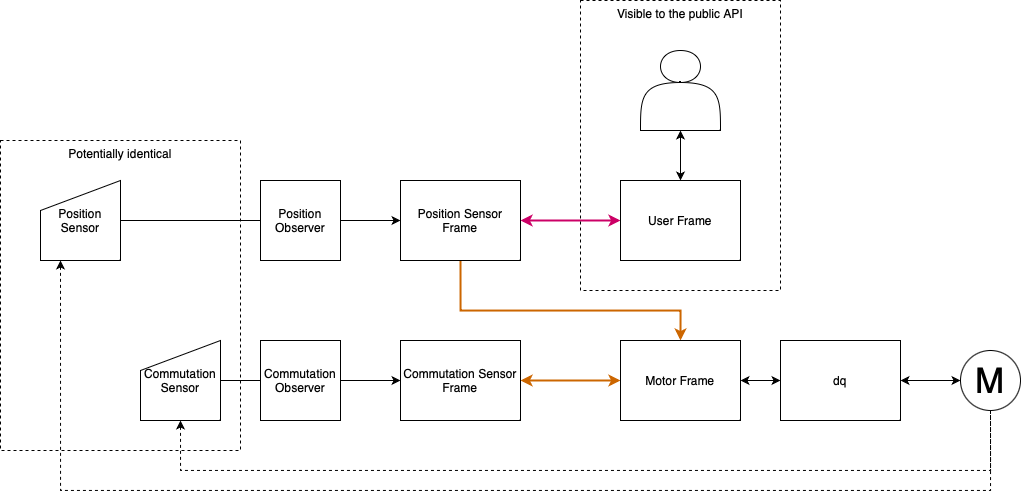 Visible to the public API
Potentially identical
Position
Sensor
Position
Observer
Position Sensor
Frame
User Frame
Commutation
Sensor
Commutation
Observer
Commutation Sensor
Frame
Motor Frame
dq
M